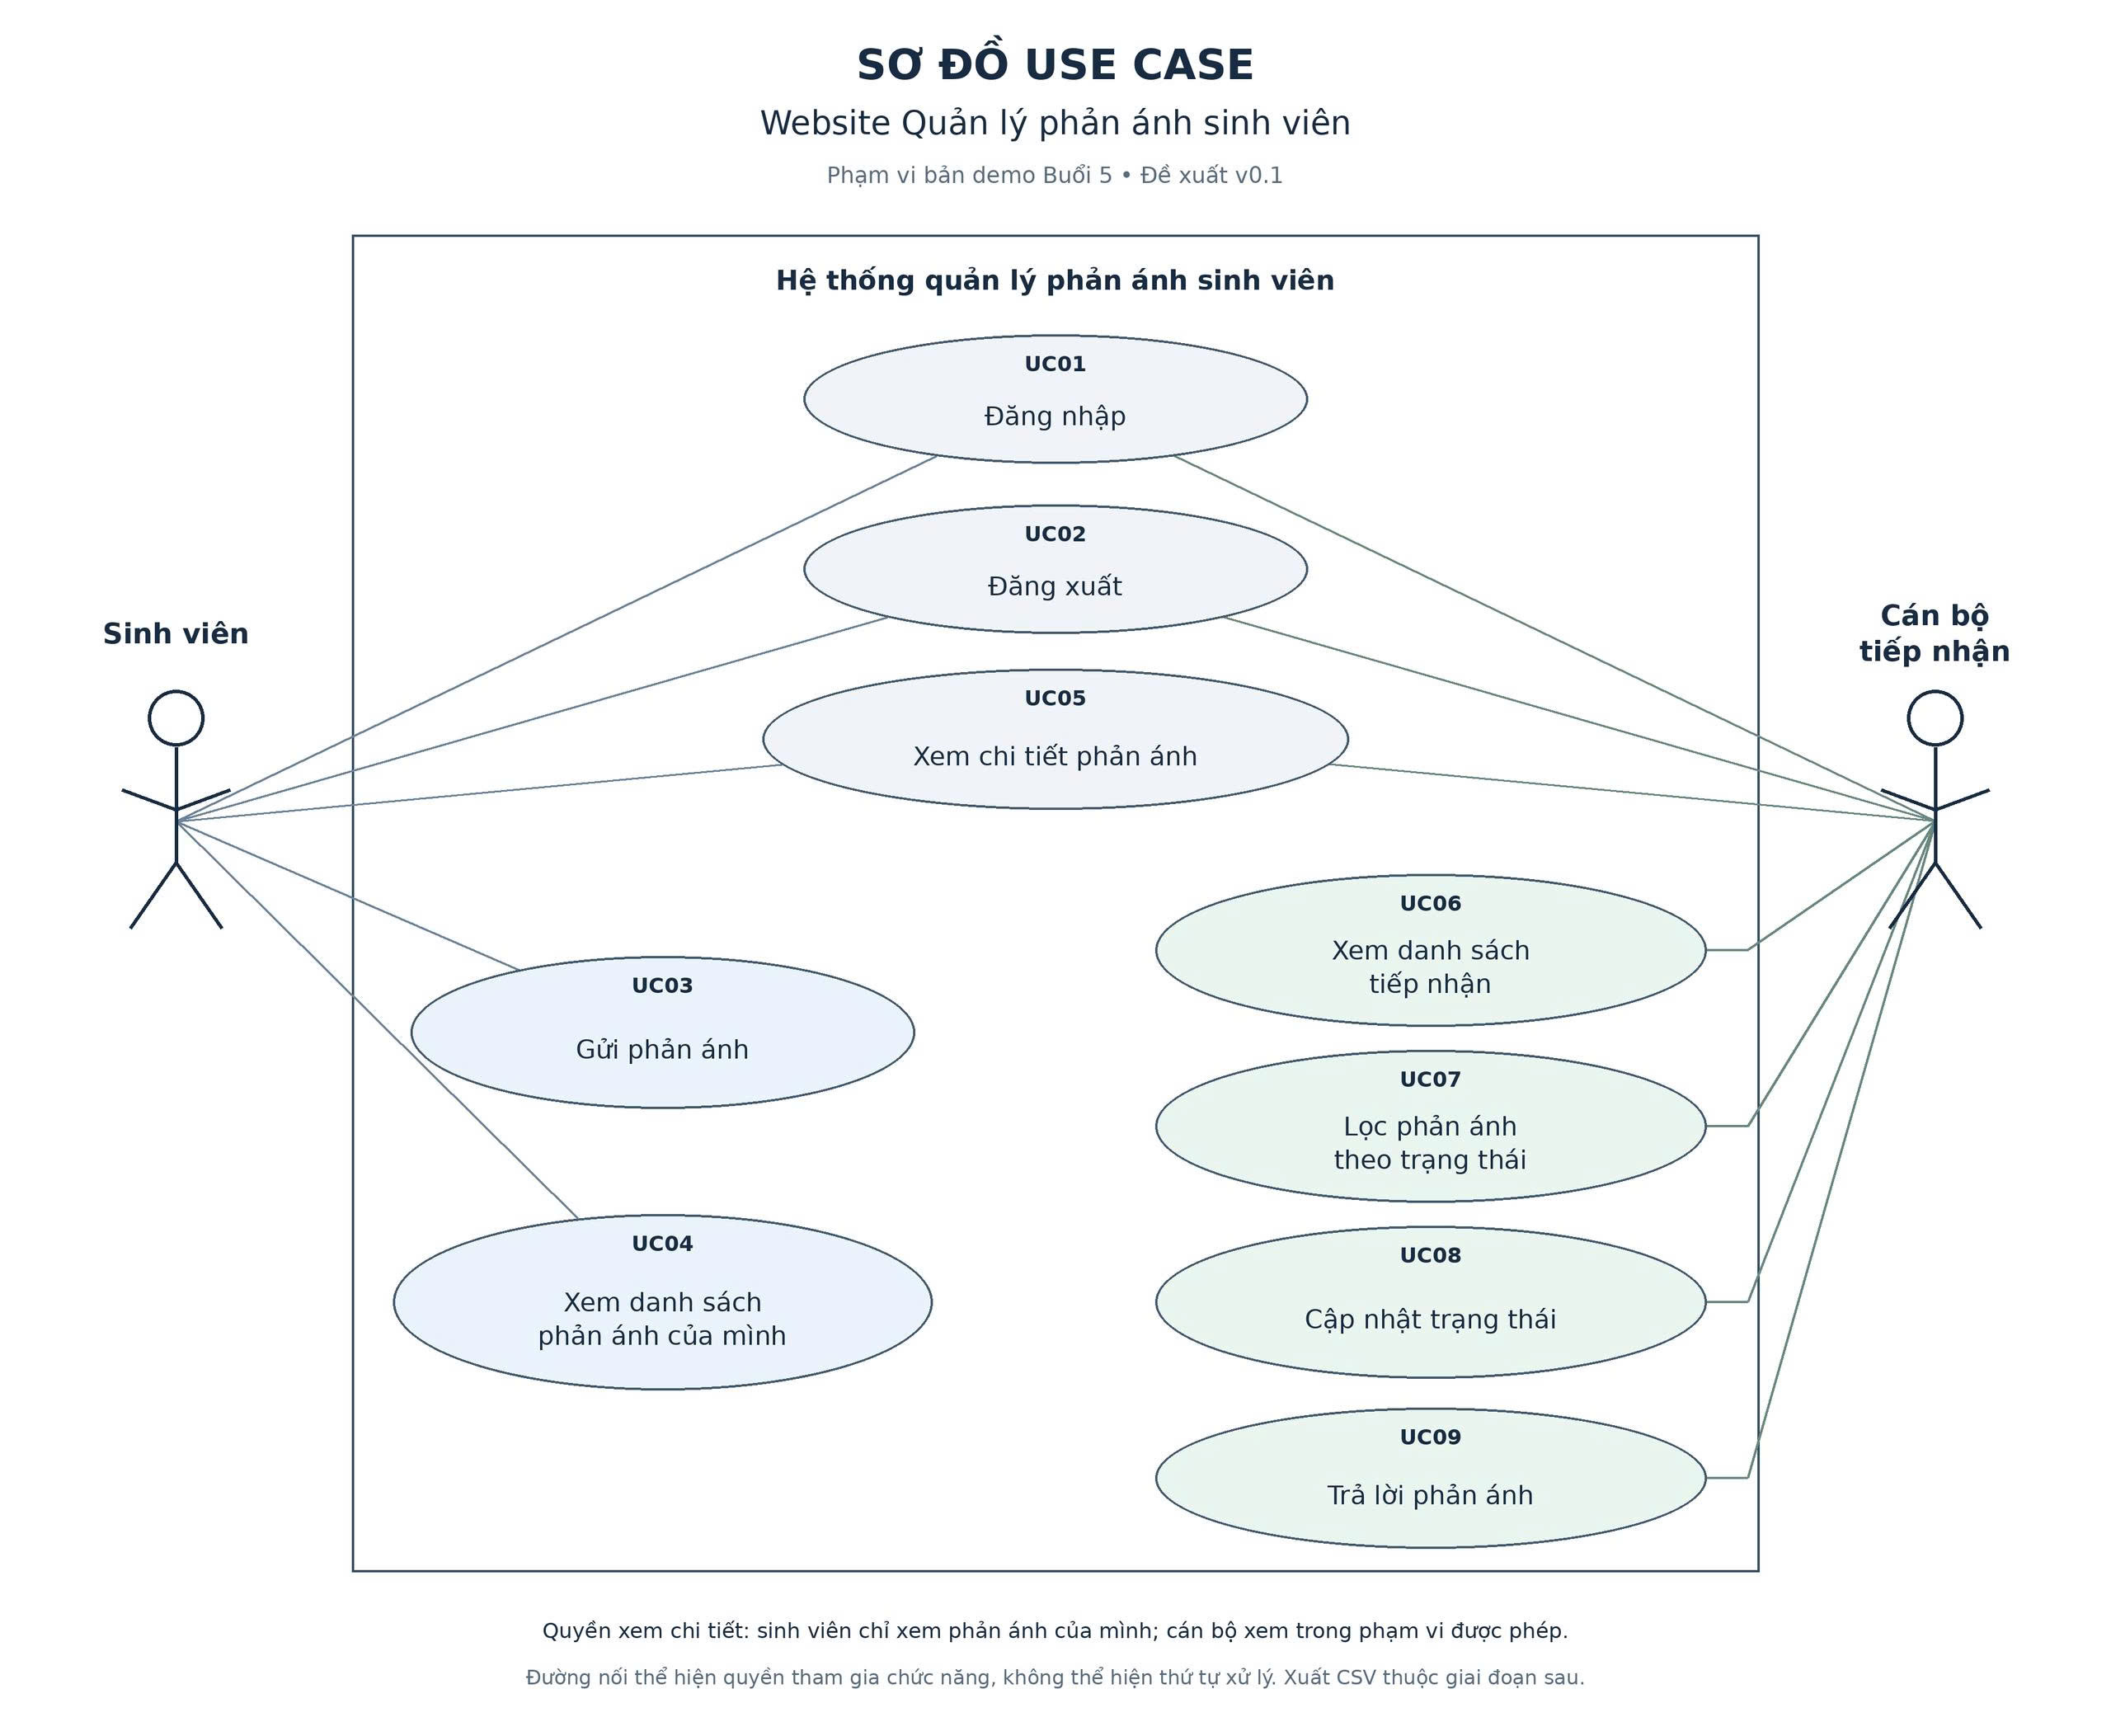 SƠ ĐỒ USE CASE
Website Quản lý phản ánh sinh viên
Phạm vi bản demo Buổi 5 • Đề xuất v0.1
Hệ thống quản lý phản ánh sinh viên
UC01
Đăng nhập
UC02
Đăng xuất
UC05
Xem chi tiết phản ánh
Sinh viên
Cán bộ
tiếp nhận
UC03
Gửi phản ánh
UC04
Xem danh sách
phản ánh của mình
UC06
Xem danh sách
tiếp nhận
UC07
Lọc phản ánh
theo trạng thái
UC08
Cập nhật trạng thái
UC09
Trả lời phản ánh
Quyền xem chi tiết: sinh viên chỉ xem phản ánh của mình; cán bộ xem trong phạm vi được phép.
Đường nối thể hiện quyền tham gia chức năng, không thể hiện thứ tự xử lý. Xuất CSV thuộc giai đoạn sau.